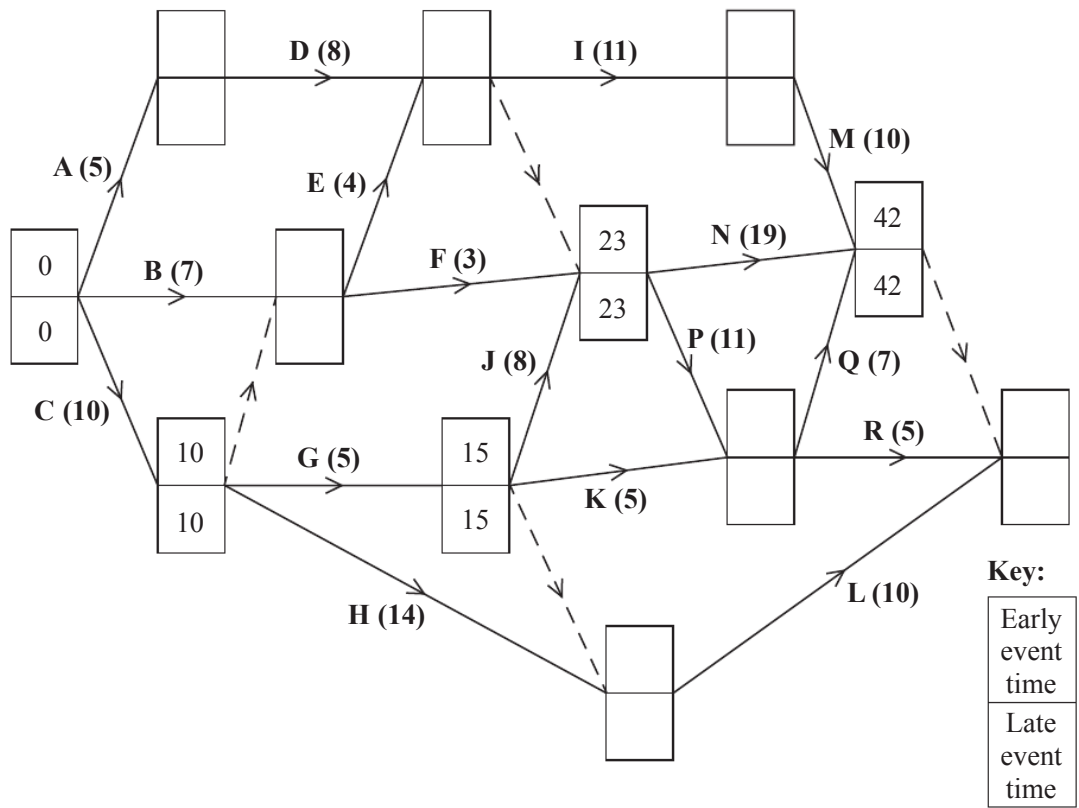 D (8)
I (11)
A (5)
E (4)
M (10)
0
0
B (7)
F (3)
23
23
N (19)
42
42
C (10)
J (8)
P (11)
Q (7)
10
10
G (5)
15
15
K (5)
R (5)
H (14)
L (10)
Key:
Early
event
time
Late
event
time